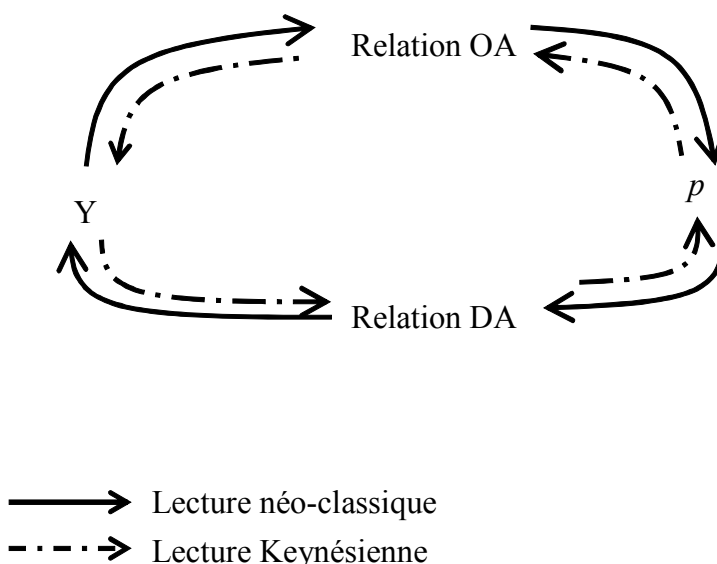 Relation OA
p
Y
Relation DA
Lecture néo-classique
Lecture Keynésienne